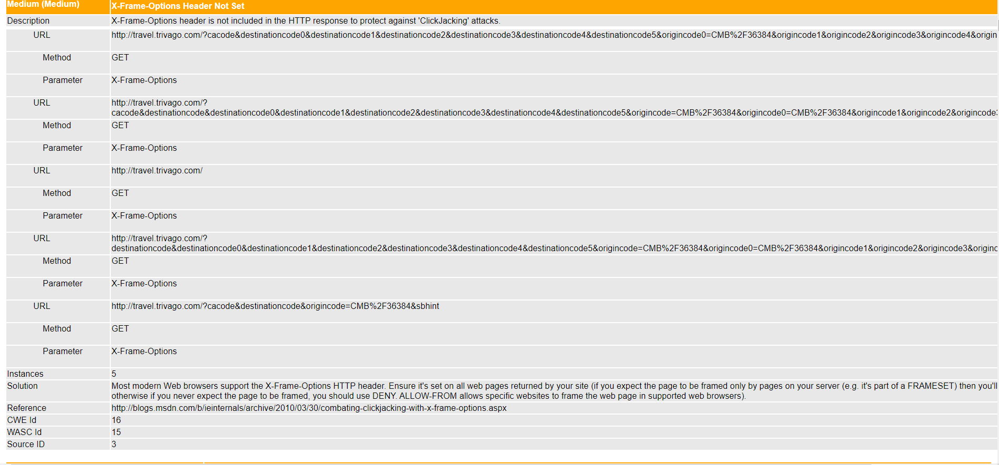 Medium (Medium) X-Frame-Options Header Not Set
Description X-Frame-Options header is not included in the HTTP response to protect against 'ClickJacking' attacks.
URL http://travel.trivago.com/?cacode&destinationcode0&destinationcode1&destinationcode2&destinationcode3&destinationcode4&destinationcode5&origincode0=CMB%2F36384&origincode1&origincode2&origincode3&origincode4&origin
Method GET
Parameter X-Frame-Options
URL http://travel.trivago.com/?
cacode&destinationcode&destinationcode0&destinationcode1&destinationcode2&destinationcode3&destinationcode4&destinationcode5&origincode=CMB%2F36384&origincode0=CMB%2F36384&origincode1&origincode2&origincode3
Method GET
Parameter X-Frame-Options
URL http://travel.trivago.com/
Method GET
Parameter X-Frame-Options
URL http://travel.trivago.com/?
destinationcode&destinationcode0&destinationcode1&destinationcode2&destinationcode3&destinationcode4&destinationcode5&origincode=CMB%2F36384&origincode0=CMB%2F36384&origincode1&origincode2&origincode3&originc
Method GET
Parameter X-Frame-Options
URL http://travel.trivago.com/?cacode&destinationcode&origincode=CMB%2F36384&sbhint
Method GET
Parameter X-Frame-Options
Instances 5
Solution Most modern Web browsers support the X-Frame-Options HTTP header. Ensure it's set on all web pages returned by your site (if you expect the page to be framed only by pages on your server (e.g. it's part of a FRAMESET) then you'll
otherwise if you never expect the page to be framed, you should use DENY. ALLOW-FROM allows specific websites to frame the web page in supported web browsers).
Reference http://blogs.msdn.com/b/ieinternals/archive/2010/03/30/combating-clickjacking-with-x-frame-options.aspx
CWE Id 16
WASC Id 15
Source ID 3